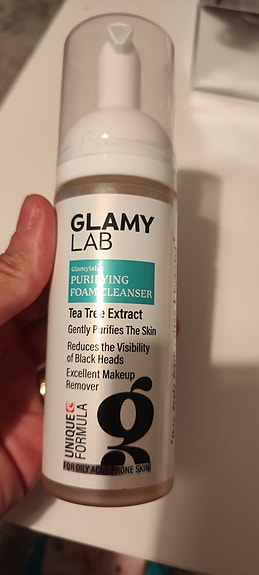 GLAMY
LAB
Glamylab
PURIFYING
FOAM CLEANSER
Tea Tree Extract
Gently Purifies The Skin
Reduces the Visibility
of Black Heads
Excellent Makeup
Remover
UNIQUE G
FORMULA
g
FOR OILY ACNE PRONE SKIN